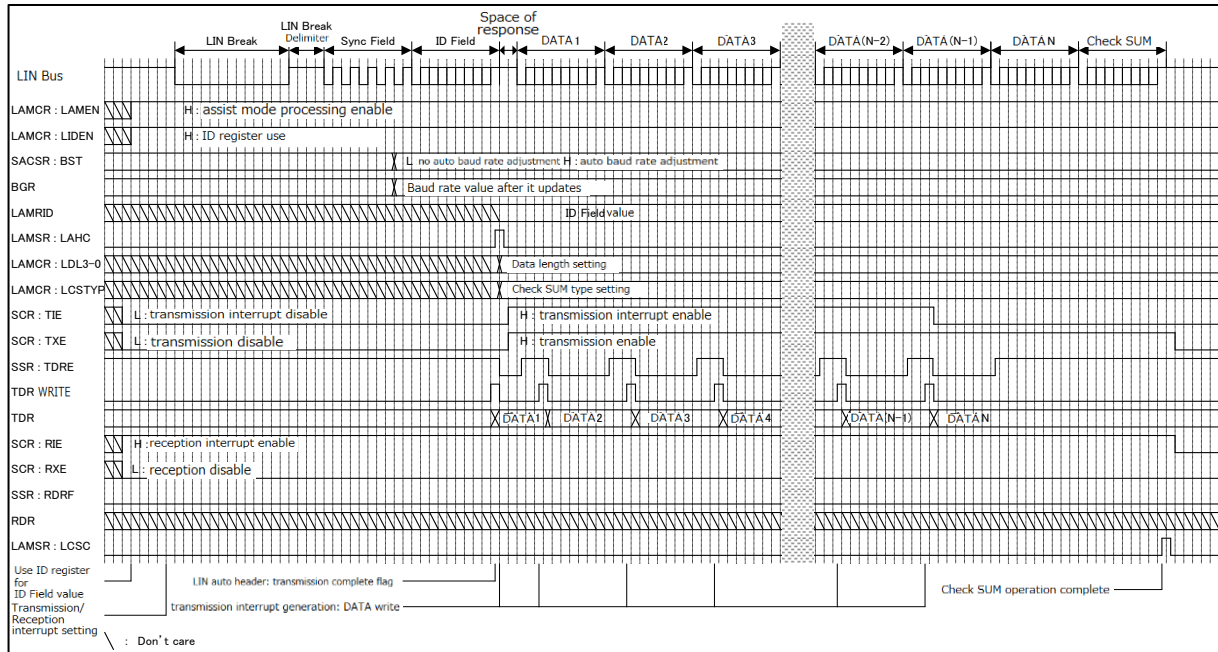 Space of
response
LIN Break
LIN Break
Delimiter
Sync Field
ID Field
DATA1
DATA2
DATA3
DATA(N-2)
DATA(N-1)
DATA N
Check SUM
LIN Bus
LAMCR : LAMEN
H : assist mode processing enable
LAMCR : LIDEN
H : ID register use
SACSR : BST
L no auto baud rate adjustment H : auto baud rate adjustment
BGR
Baud rate value after it updates
LAMRID
ID Field value
LAMSR : LAHC
LAMCR : LDL3-0
Data length setting
LAMCR : LCSTYP
Check SUM type setting
SCR : TIE
L : transmission interrupt disable
H : transmission interrupt enable
SCR : TXE
L : transmission disable
H : transmission enable
SSR : TDRE
TDR WRITE
TDR
DATA1
DATA2
DATA3
DATA4
DATA(N-1)
DATA N
SCR : RIE
H : reception interrupt enable
SCR : RXE
L : reception disable
SSR : RDRF
RDR
LAMSR : LCSC
Use ID register
for
ID Field value
LIN auto header: transmission complete flag
Check SUM operation complete
Transmission/
Reception
interrupt setting
transmission interrupt generation: DATA write
: Don't care